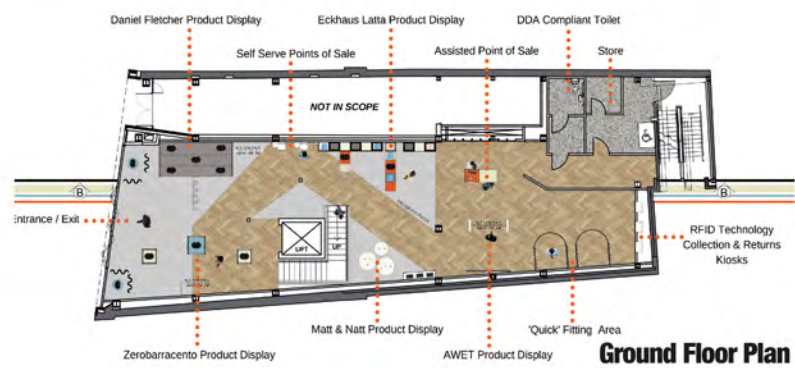 Daniel Fletcher Product Display
Eckhaus Latta Product Display
DDA Compliant Toilet
Self Serve Points of Sale
Assisted Point of Sale
Store
NOT IN SCOPE
B
B
ntrance / Exit
LIFT
UP
RFID Technology
Collection & Returns
Kiosks
Matt & Natt Product Display
'Quick' Fitting Area
Zerobarracento Product Display
AWET Product Display
Ground Floor Plan